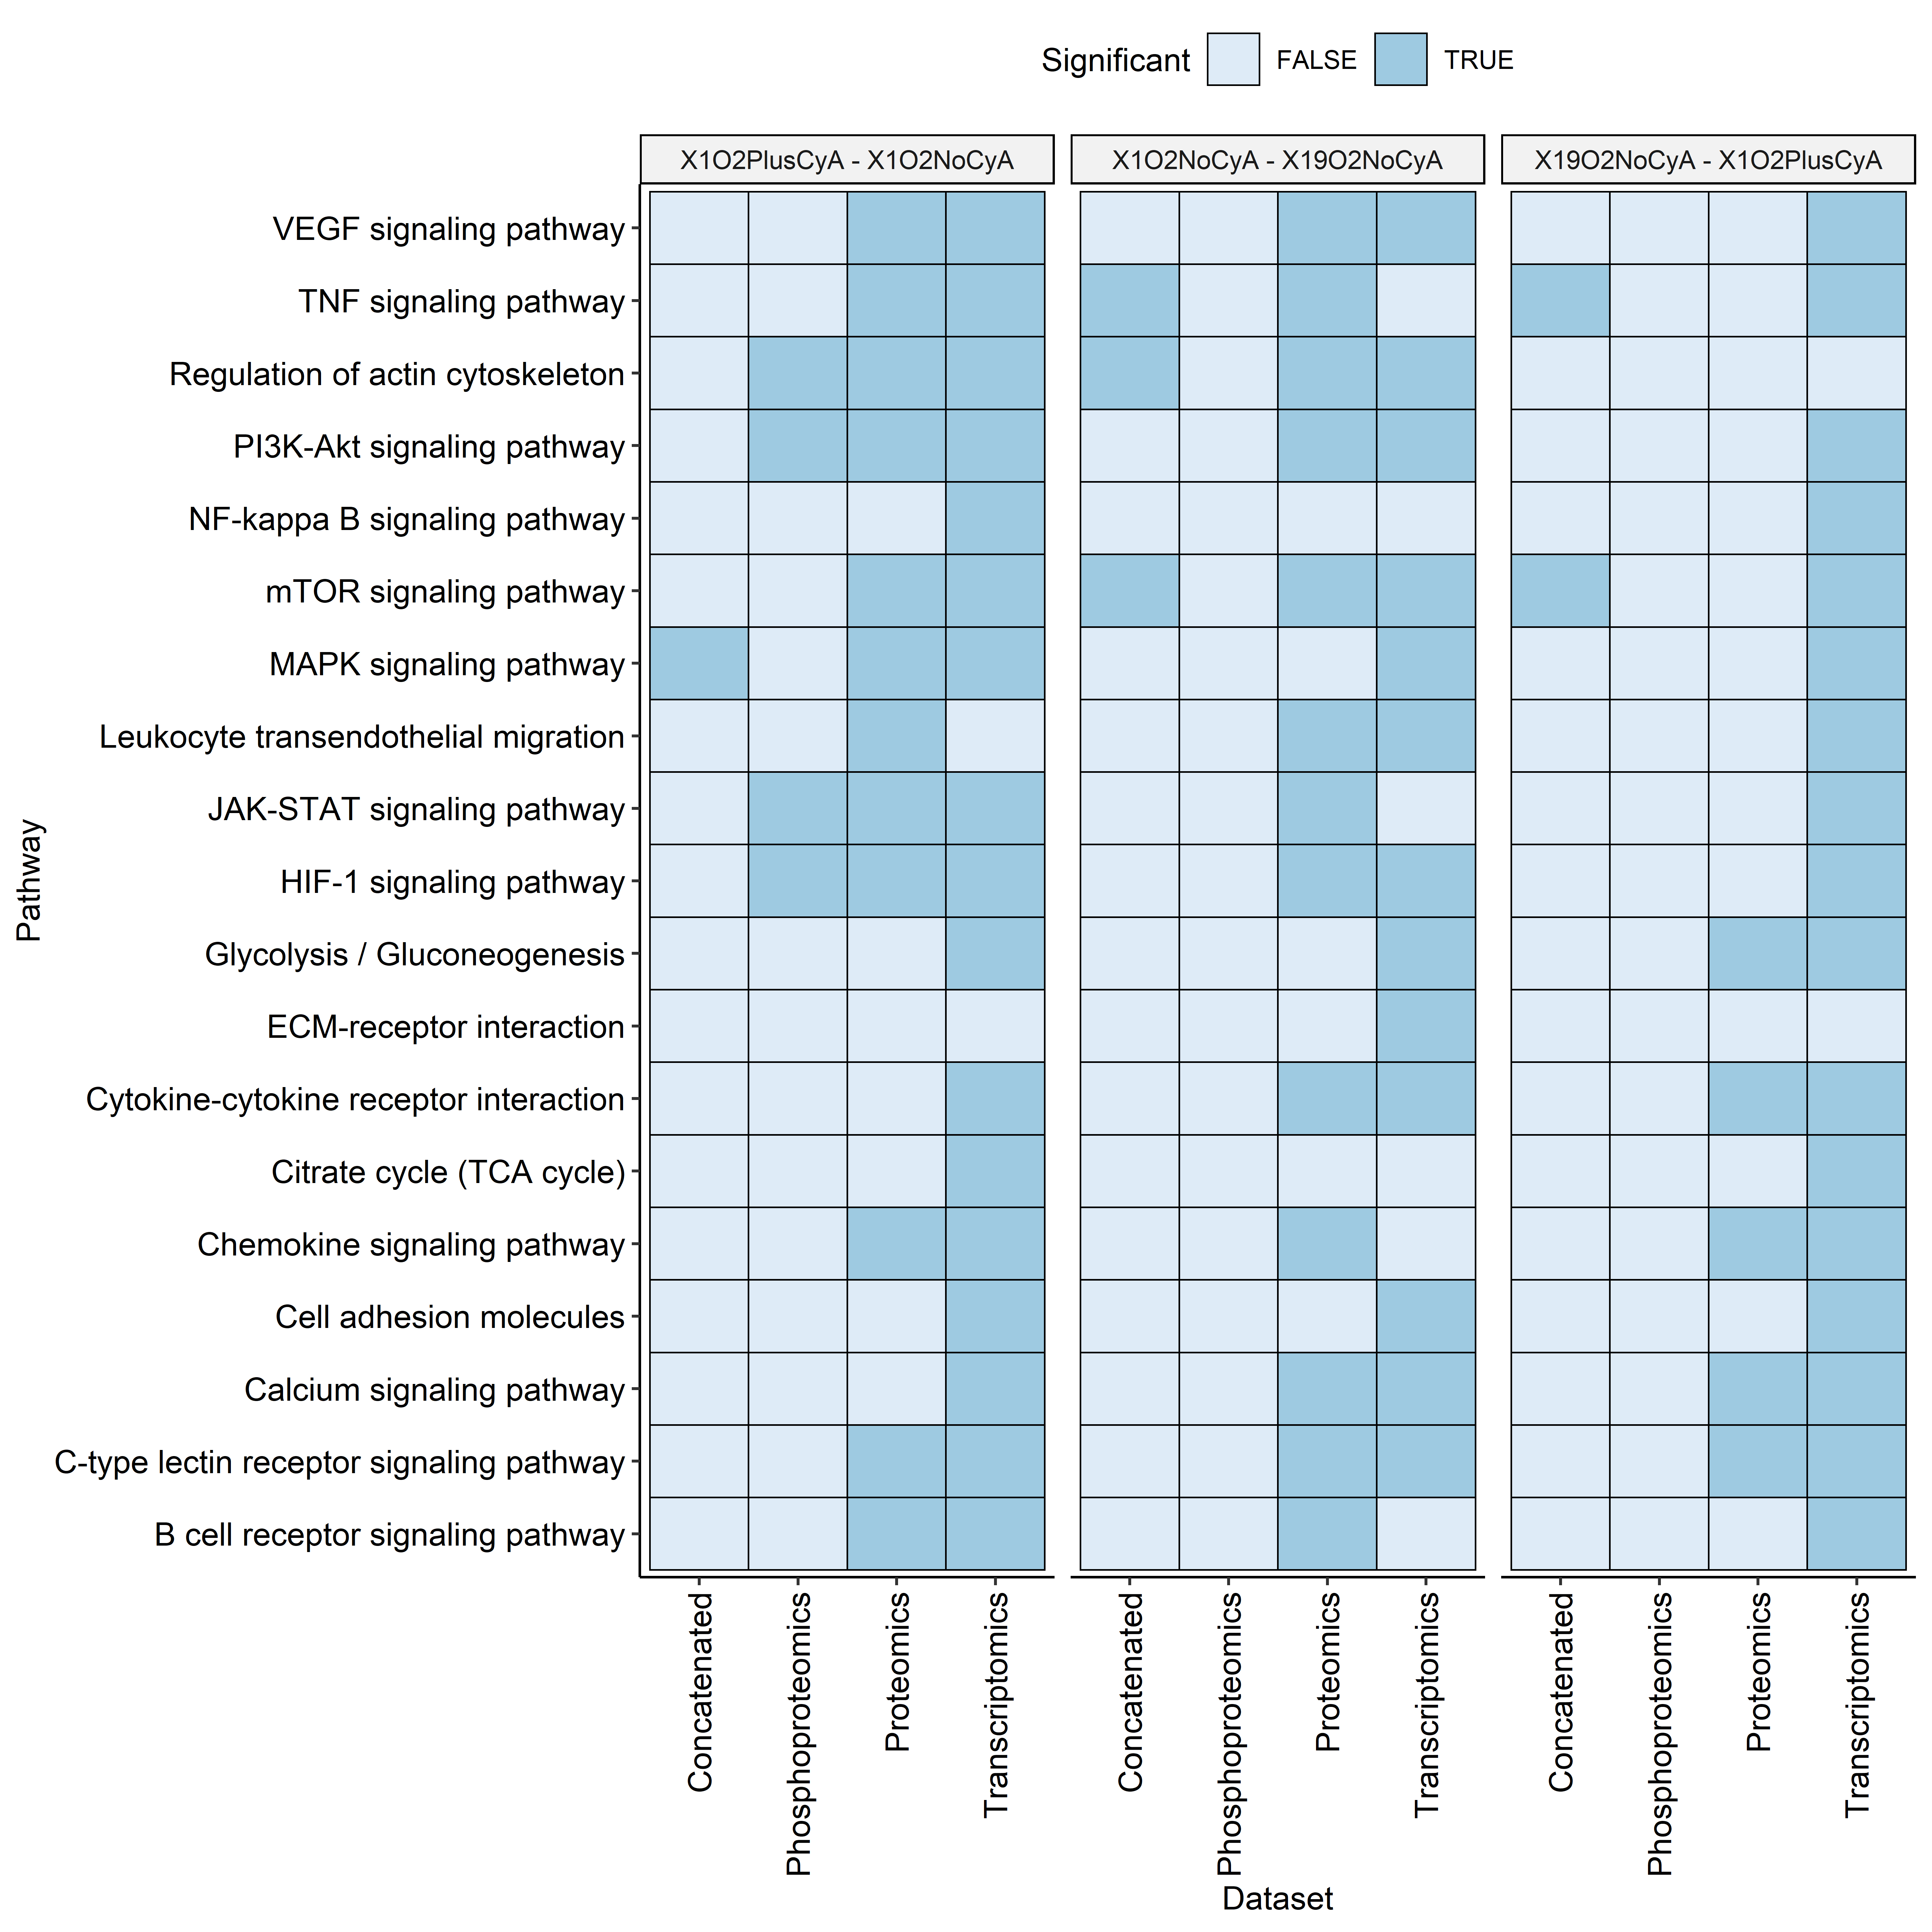 Significant FALSE TRUE
X1O2PlusCyA - X1O2NoCyA
X1O2NoCyA - X19O2NoCyA
X19O2NoCyA - X1O2PlusCyA
Pathway
VEGF signaling pathway
TNF signaling pathway
Regulation of actin cytoskeleton
PI3K-Akt signaling pathway
NF-kappa B signaling pathway
mTOR signaling pathway
MAPK signaling pathway
Leukocyte transendothelial migration
JAK-STAT signaling pathway
HIF-1 signaling pathway
Glycolysis / Gluconeogenesis
ECM-receptor interaction
Cytokine-cytokine receptor interaction
Citrate cycle (TCA cycle)
Chemokine signaling pathway
Cell adhesion molecules
Calcium signaling pathway
C-type lectin receptor signaling pathway
B cell receptor signaling pathway
Concatenated
Phosphoproteomics
Proteomics
Transcriptomics
Concatenated
Phosphoproteomics
Proteomics
Transcriptomics
Concatenated
Phosphoproteomics
Proteomics
Transcriptomics
Dataset